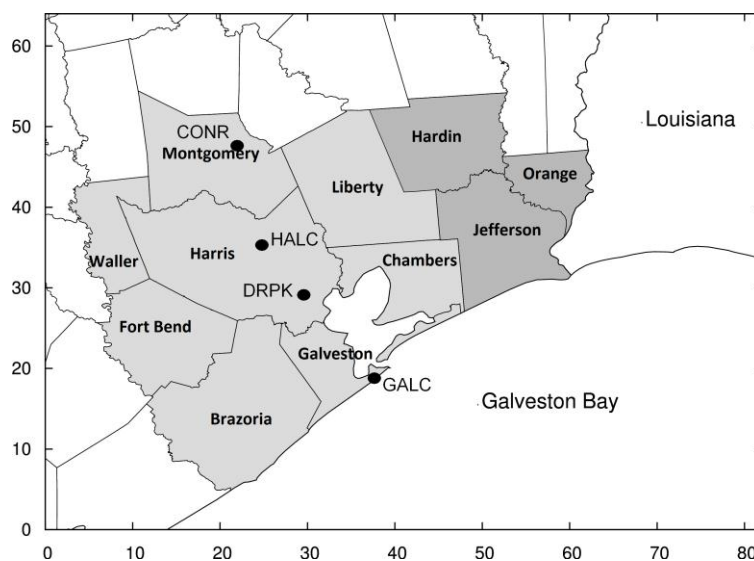 60
50
40
30
20
10
0
0 10 20 30 40 50 60 70 80
CONR
Montgomery
Hardin
Louisiana
Orange
Liberty
Jefferson
HALC
Waller
Harris
Chambers
DRPK
Fort Bend
Galveston
GALC
Galveston Bay
Brazoria